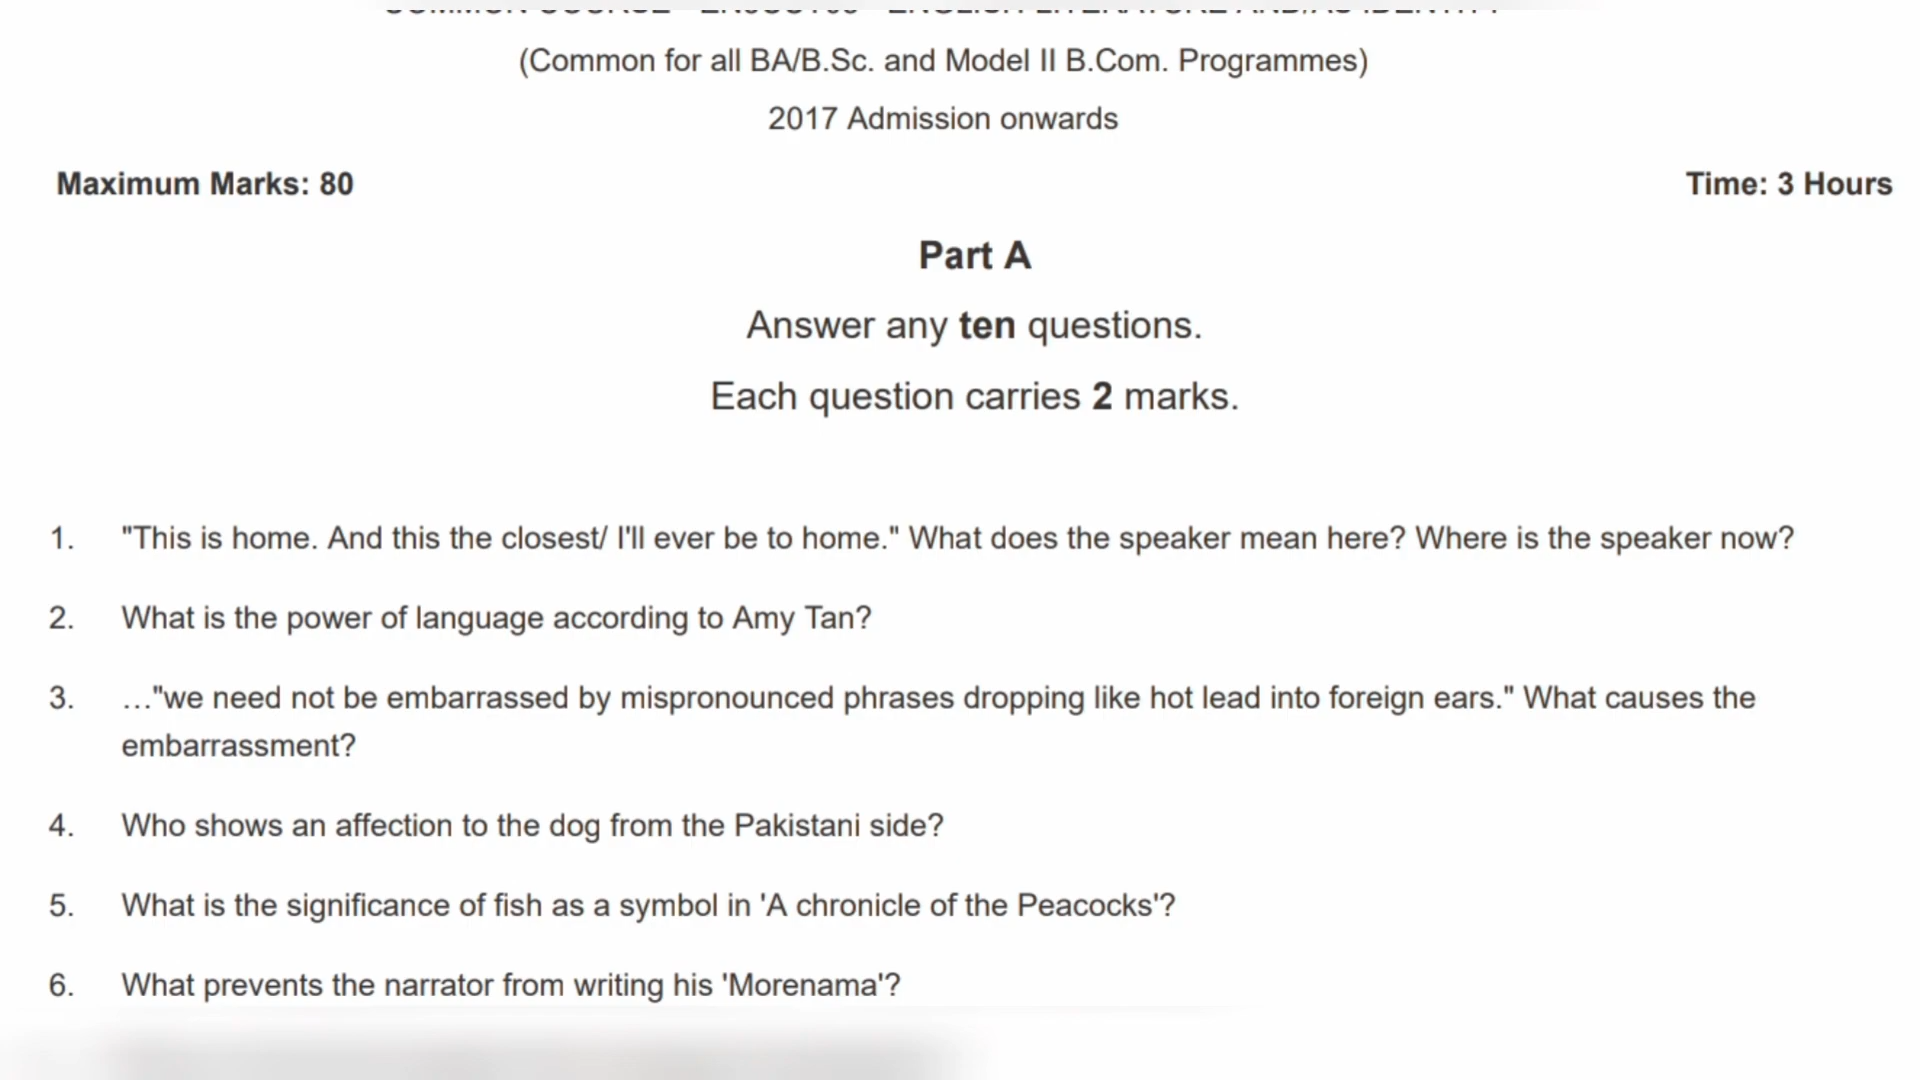 (Common for all BA/B.Sc. and Model II B.Com. Programmes)
2017 Admission onwards
Maximum Marks: 80 Time: 3 Hours
Part A
Answer any ten questions.
Each question carries 2 marks.
1. "This is home. And this the closest/ I'll ever be to home." What does the speaker mean here? Where is the speaker now?
2. What is the power of language according to Amy Tan?
3. …"we need not be embarrassed by mispronounced phrases dropping like hot lead into foreign ears." What causes the
embarrassment?
4. Who shows an affection to the dog from the Pakistani side?
5. What is the significance of fish as a symbol in 'A chronicle of the Peacocks'?
6. What prevents the narrator from writing his 'Morenama'?